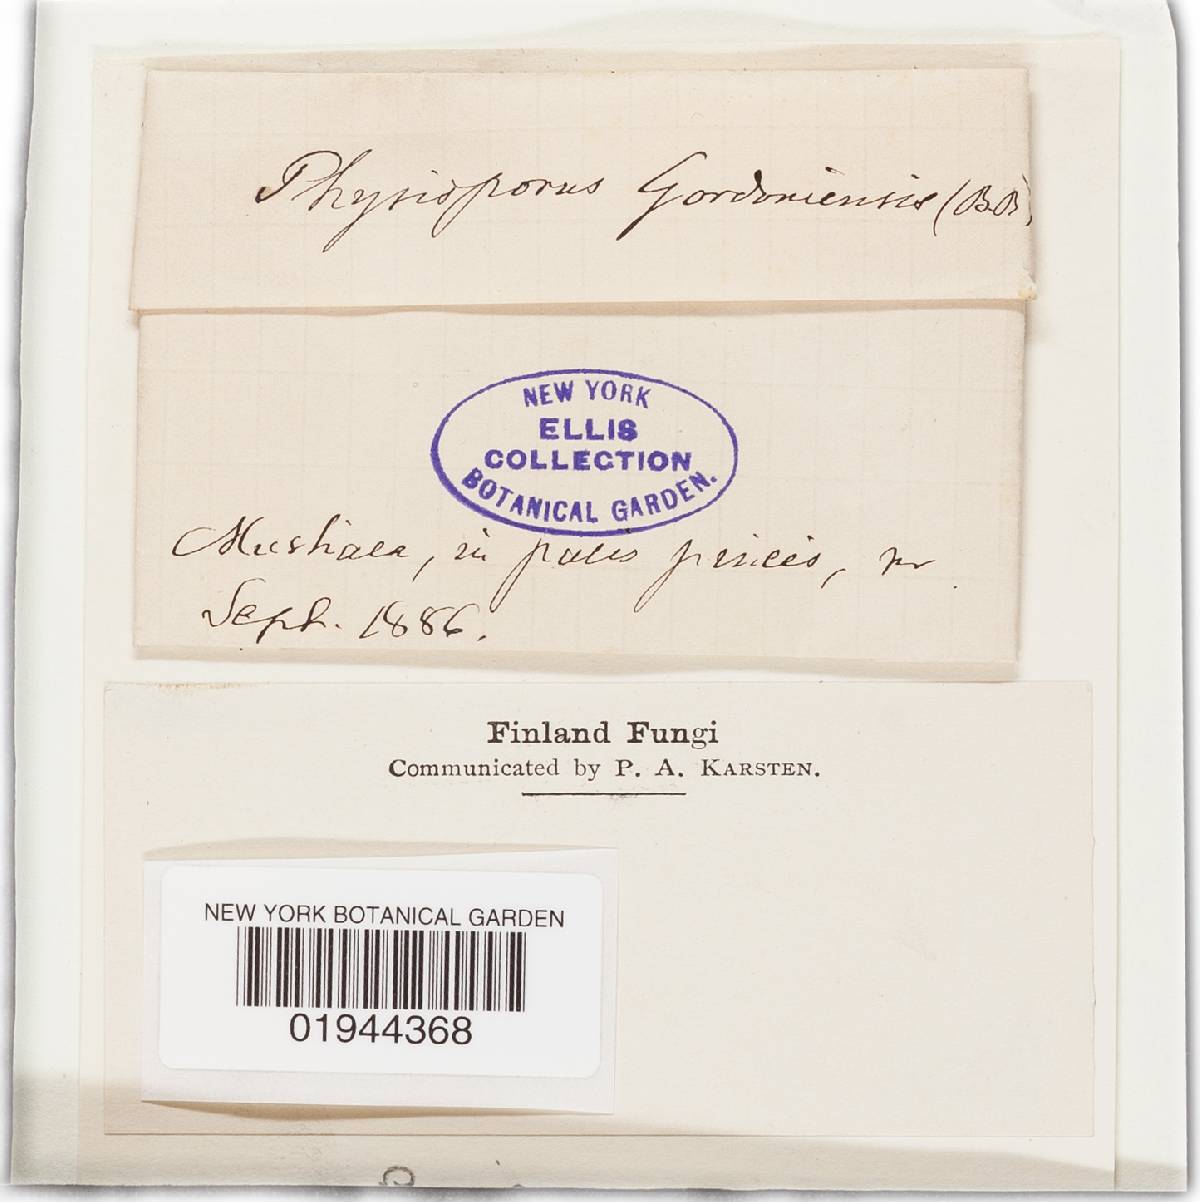 Physisporus Gordoniensis (B.B),
NEW YORK
ELLIS
COLLECTION
BOTANICAL GARDEN.
Mustiala, in palis piceis, m
Sept. 1886.
Finland Fungi
Communicated by P. A. KARSTEN.
NEW YORK BOTANICAL GARDEN
01944368